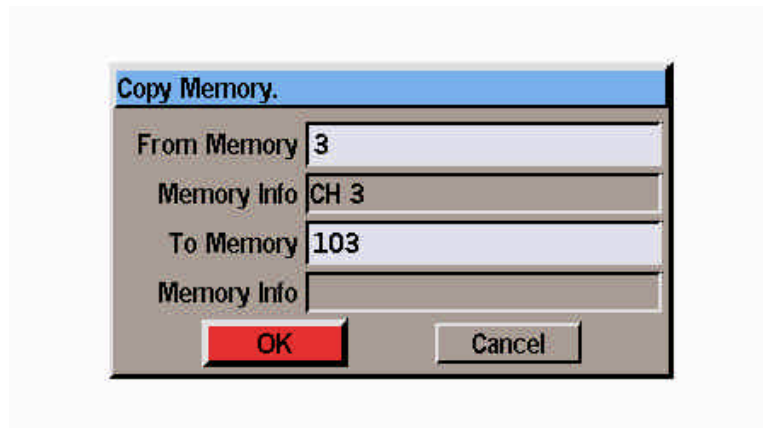 Copy Memory.
From Memory 3
Memory Info CH 3
To Memory 103
Memory Info
OK Cancel